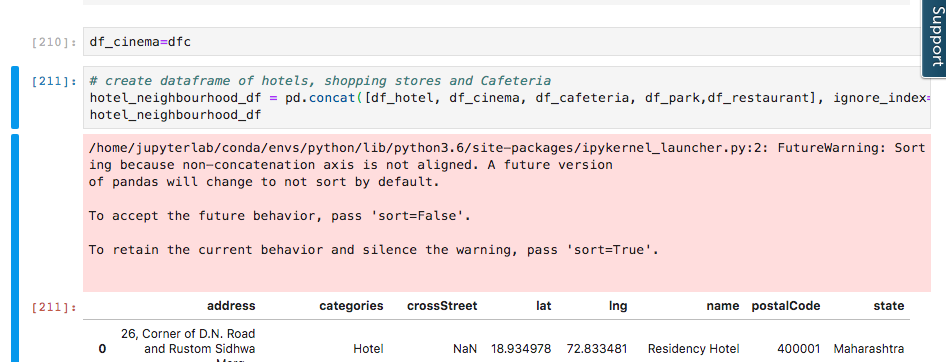 Support
[210]: df_cinema=dfc
[211]: # create dataframe of hotels, shopping stores and Cafeteria
hotel_neighbourhood_df = pd.concat([df_hotel, df_cinema, df_cafeteria, df_park,df_restaurant], ignore_index=
hotel_neighbourhood_df
/home/jupyterlab/conda/envs/python/lib/python3.6/site-packages/ipykernel_launcher.py:2: FutureWarning: Sort
ing because non-concatenation axis is not aligned. A future version
of pandas will change to not sort by default.
To accept the future behavior, pass 'sort=False'.
To retain the current behavior and silence the warning, pass 'sort=True'.
[211]: address categories crossStreet lat lng name postalCode state
26, Corner of D.N. Road
0 and Rustom Sidhwa Hotel NaN 18.934978 72.833481 Residency Hotel 400001 Maharashtra